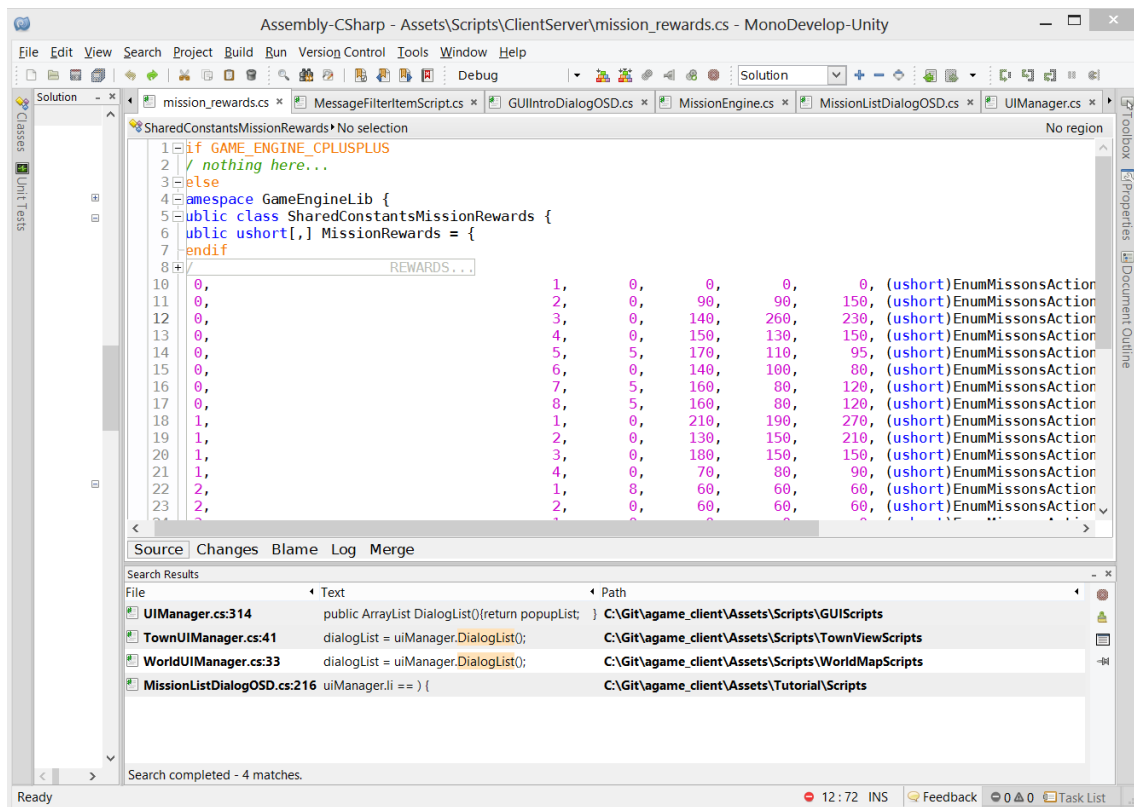 Assembly-CSharp - Assets\Scripts\ClientServer\mission_rewards.cs - MonoDevelop-Unity
File Edit View Search Project Build Run Version Control Tools Window Help
Debug Solution
Solution
mission_rewards.cs × MessageFilterItemScript.cs × GUIIntroDialogOSD.cs × MissionEngine.cs × MissionListDialogOSD.cs × UIManager.cs ×
Classes
Unit Tests
Toolbox
Properties
Document Outline
SharedConstantsMissionRewards No selection No region
1 if GAME_ENGINE_CPLUSPLUS
2 / nothing here...
3 else
4 amespace GameEngineLib {
5 ublic class SharedConstantsMissionRewards {
6 ublic ushort[,] MissionRewards = {
7 endif
8 / REWARDS...
10 0, 1, 0, 0, 0, 0, (ushort)EnumMissonsAction
11 0, 2, 0, 90, 90, 150, (ushort)EnumMissonsAction
12 0, 3, 0, 140, 260, 230, (ushort)EnumMissonsAction
13 0, 4, 0, 150, 130, 150, (ushort)EnumMissonsAction
14 0, 5, 5, 170, 110, 95, (ushort)EnumMissonsAction
15 0, 6, 0, 140, 100, 80, (ushort)EnumMissonsAction
16 0, 7, 5, 160, 80, 120, (ushort)EnumMissonsAction
17 0, 8, 5, 160, 80, 120, (ushort)EnumMissonsAction
18 1, 1, 0, 210, 190, 270, (ushort)EnumMissonsAction
19 1, 2, 0, 130, 150, 210, (ushort)EnumMissonsAction
20 1, 3, 0, 180, 150, 150, (ushort)EnumMissonsAction
21 1, 4, 0, 70, 80, 90, (ushort)EnumMissonsAction
22 2, 1, 8, 60, 60, 60, (ushort)EnumMissonsAction
23 2, 2, 0, 60, 60, 60, (ushort)EnumMissonsAction
Source Changes Blame Log Merge
Search Results
File Text Path
UIManager.cs:314 public ArrayList DialogList(){return popupList; } C:\Git\agame_client\Assets\Scripts\GUIScripts
TownUIManager.cs:41 dialogList = uiManager.DialogList(); C:\Git\agame_client\Assets\Scripts\TownViewScripts
WorldUIManager.cs:33 dialogList = uiManager.DialogList(); C:\Git\agame_client\Assets\Scripts\WorldMapScripts
MissionListDialogOSD.cs:216 uiManager.li == ) { C:\Git\agame_client\Assets\Tutorial\Scripts
Search completed - 4 matches.
Ready 12 : 72 INS Feedback 0 0 Task List